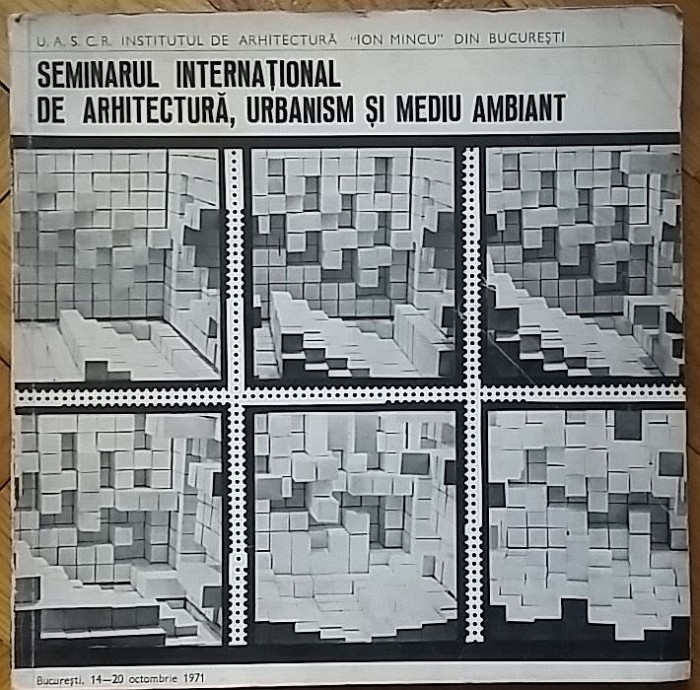 U. A. S. C. R. INSTITUTUL DE ARHITECTURĂ "ION MINCU" DIN BUCUREȘTI
SEMINARUL INTERNAȚIONAL
DE ARHITECTURĂ, URBANISM ȘI MEDIU AMBIANT
București, 14—20 octombrie 1971